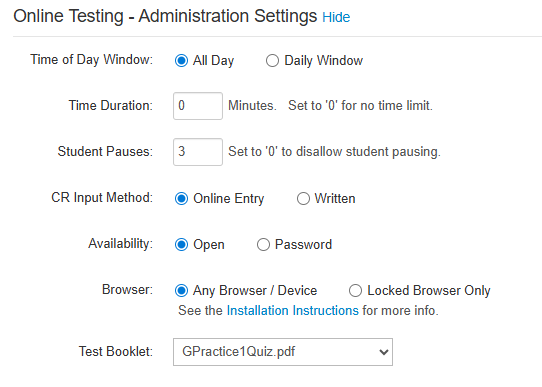 Online Testing - Administration Settings Hide
Time of Day Window: All Day Daily Window
Time Duration: 0 Minutes. Set to '0' for no time limit.
Student Pauses: 3 Set to '0' to disallow student pausing.
CR Input Method: Online Entry Written
Availability: Open Password
Browser: Any Browser / Device Locked Browser Only
See the Installation Instructions for more info.
Test Booklet: GPractice1Quiz.pdf